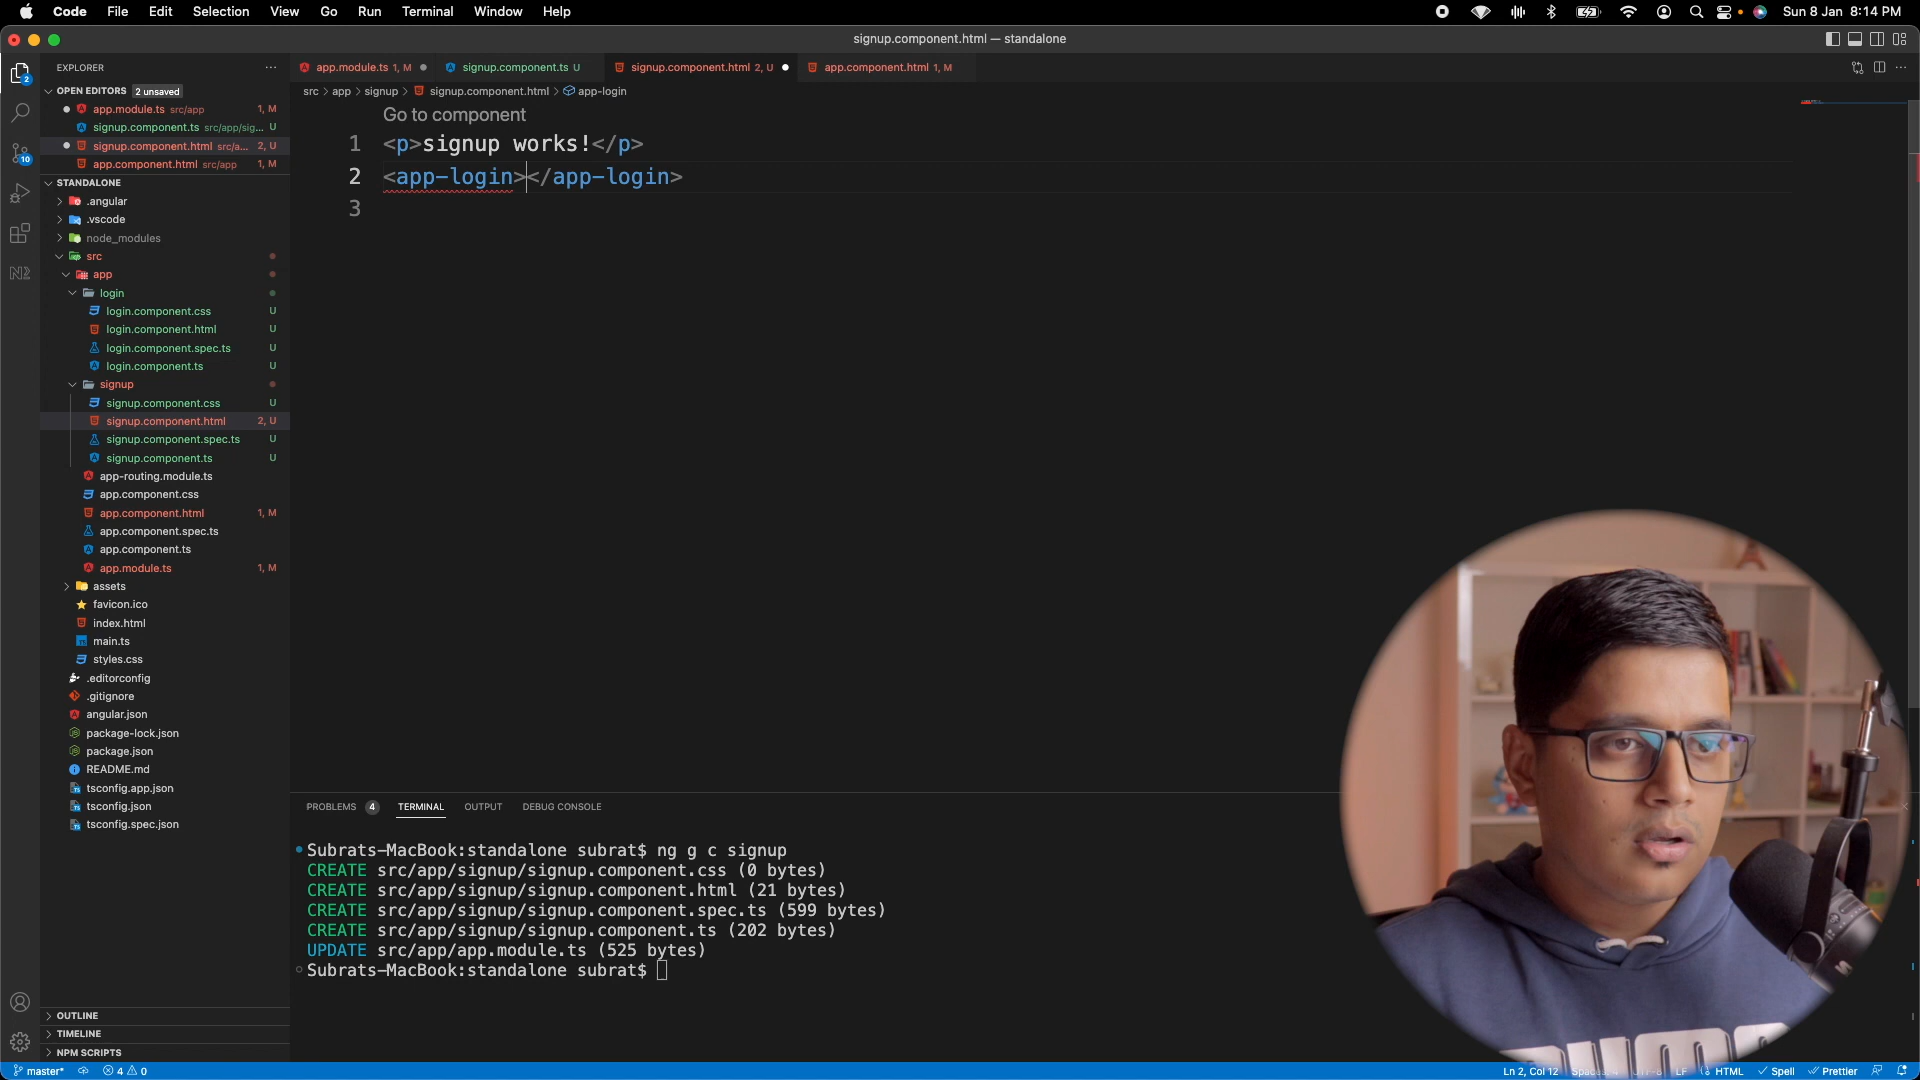 Code File Edit Selection View Go Run Terminal Window Help Sun 8 Jan 8:14 PM
signup.component.html — standalone
EXPLORER
app.module.ts 1, M
signup.component.ts U
signup.component.html 2, U
app.component.html 1, M
OPEN EDITORS 2 unsaved
src > app > signup > signup.component.html > app-login
app.module.ts src/app 1, M
signup.component.ts src/app/sig... U
signup.component.html src/a... 2, U
app.component.html src/app 1, M
Go to component
1 <p>signup works!</p>
2 <app-login></app-login>
3
STANDALONE
.angular
.vscode
node_modules
src
app
login
login.component.css U
login.component.html U
login.component.spec.ts U
login.component.ts U
signup
signup.component.css U
signup.component.html 2, U
signup.component.spec.ts U
signup.component.ts U
app-routing.module.ts
app.component.css
app.component.html 1, M
app.component.spec.ts
app.component.ts
app.module.ts 1, M
assets
favicon.ico
index.html
main.ts
styles.css
.editorconfig
.gitignore
angular.json
package-lock.json
package.json
README.md
tsconfig.app.json
tsconfig.json
tsconfig.spec.json
OUTLINE
TIMELINE
NPM SCRIPTS
PROBLEMS 4 TERMINAL OUTPUT DEBUG CONSOLE
Subrats-MacBook:standalone subrat$ ng g c signup
CREATE src/app/signup/signup.component.css (0 bytes)
CREATE src/app/signup/signup.component.html (21 bytes)
CREATE src/app/signup/signup.component.spec.ts (599 bytes)
CREATE src/app/signup/signup.component.ts (202 bytes)
UPDATE src/app/app.module.ts (525 bytes)
Subrats-MacBook:standalone subrat$
master* 4 0 Ln 2, Col 12 LF HTML Spell Prettier